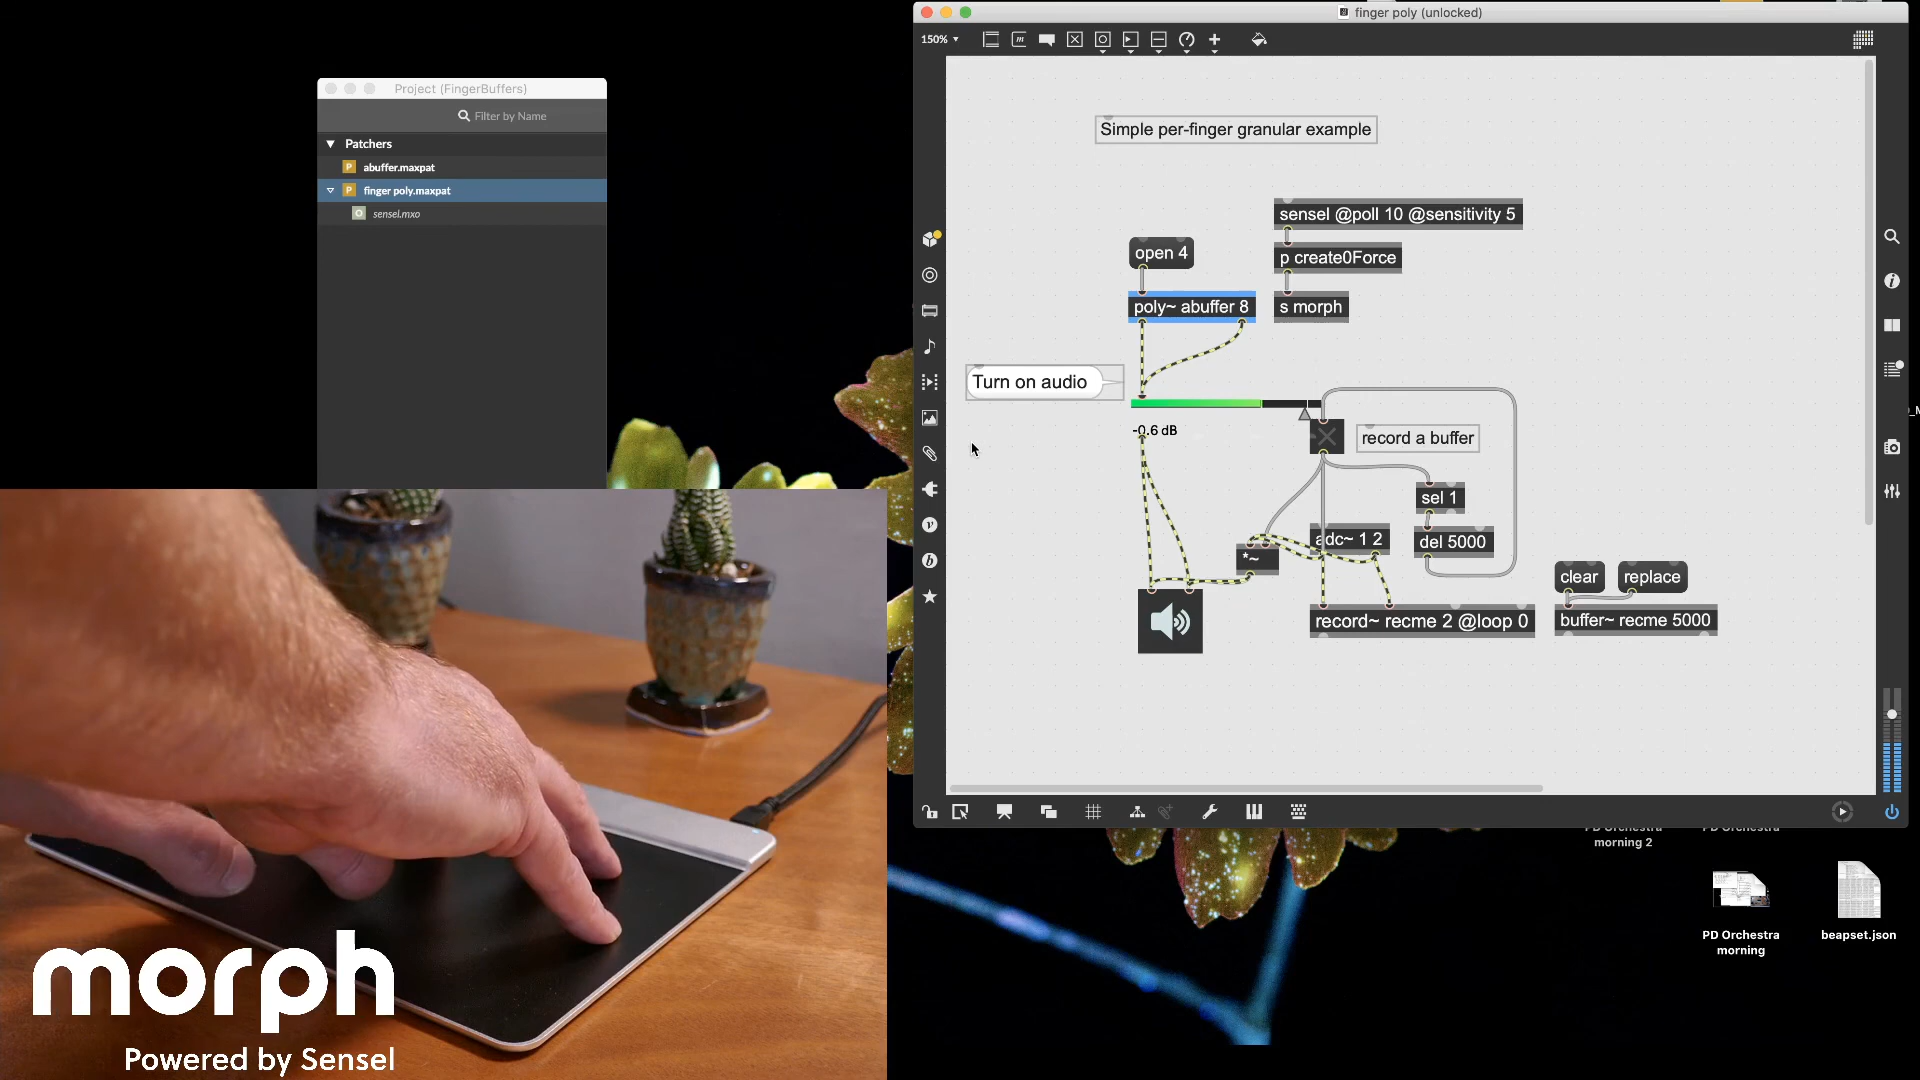 finger poly (unlocked)
150%
Project (FingerBuffers)
Filter by Name
Patchers
abuffer.maxpat
finger poly.maxpat
sensel.mxo
Simple per-finger granular example
sensel @poll 10 @sensitivity 5
open 4
p create0Force
poly~ abuffer 8
s morph
Turn on audio
-0.6 dB
record a buffer
sel 1
adc~ 1 2
del 5000
*~
clear
replace
record~ recme 2 @loop 0
buffer~ recme 5000
morning 2
PD Orchestra
morning
beapset.json
morph
Powered by Sensel